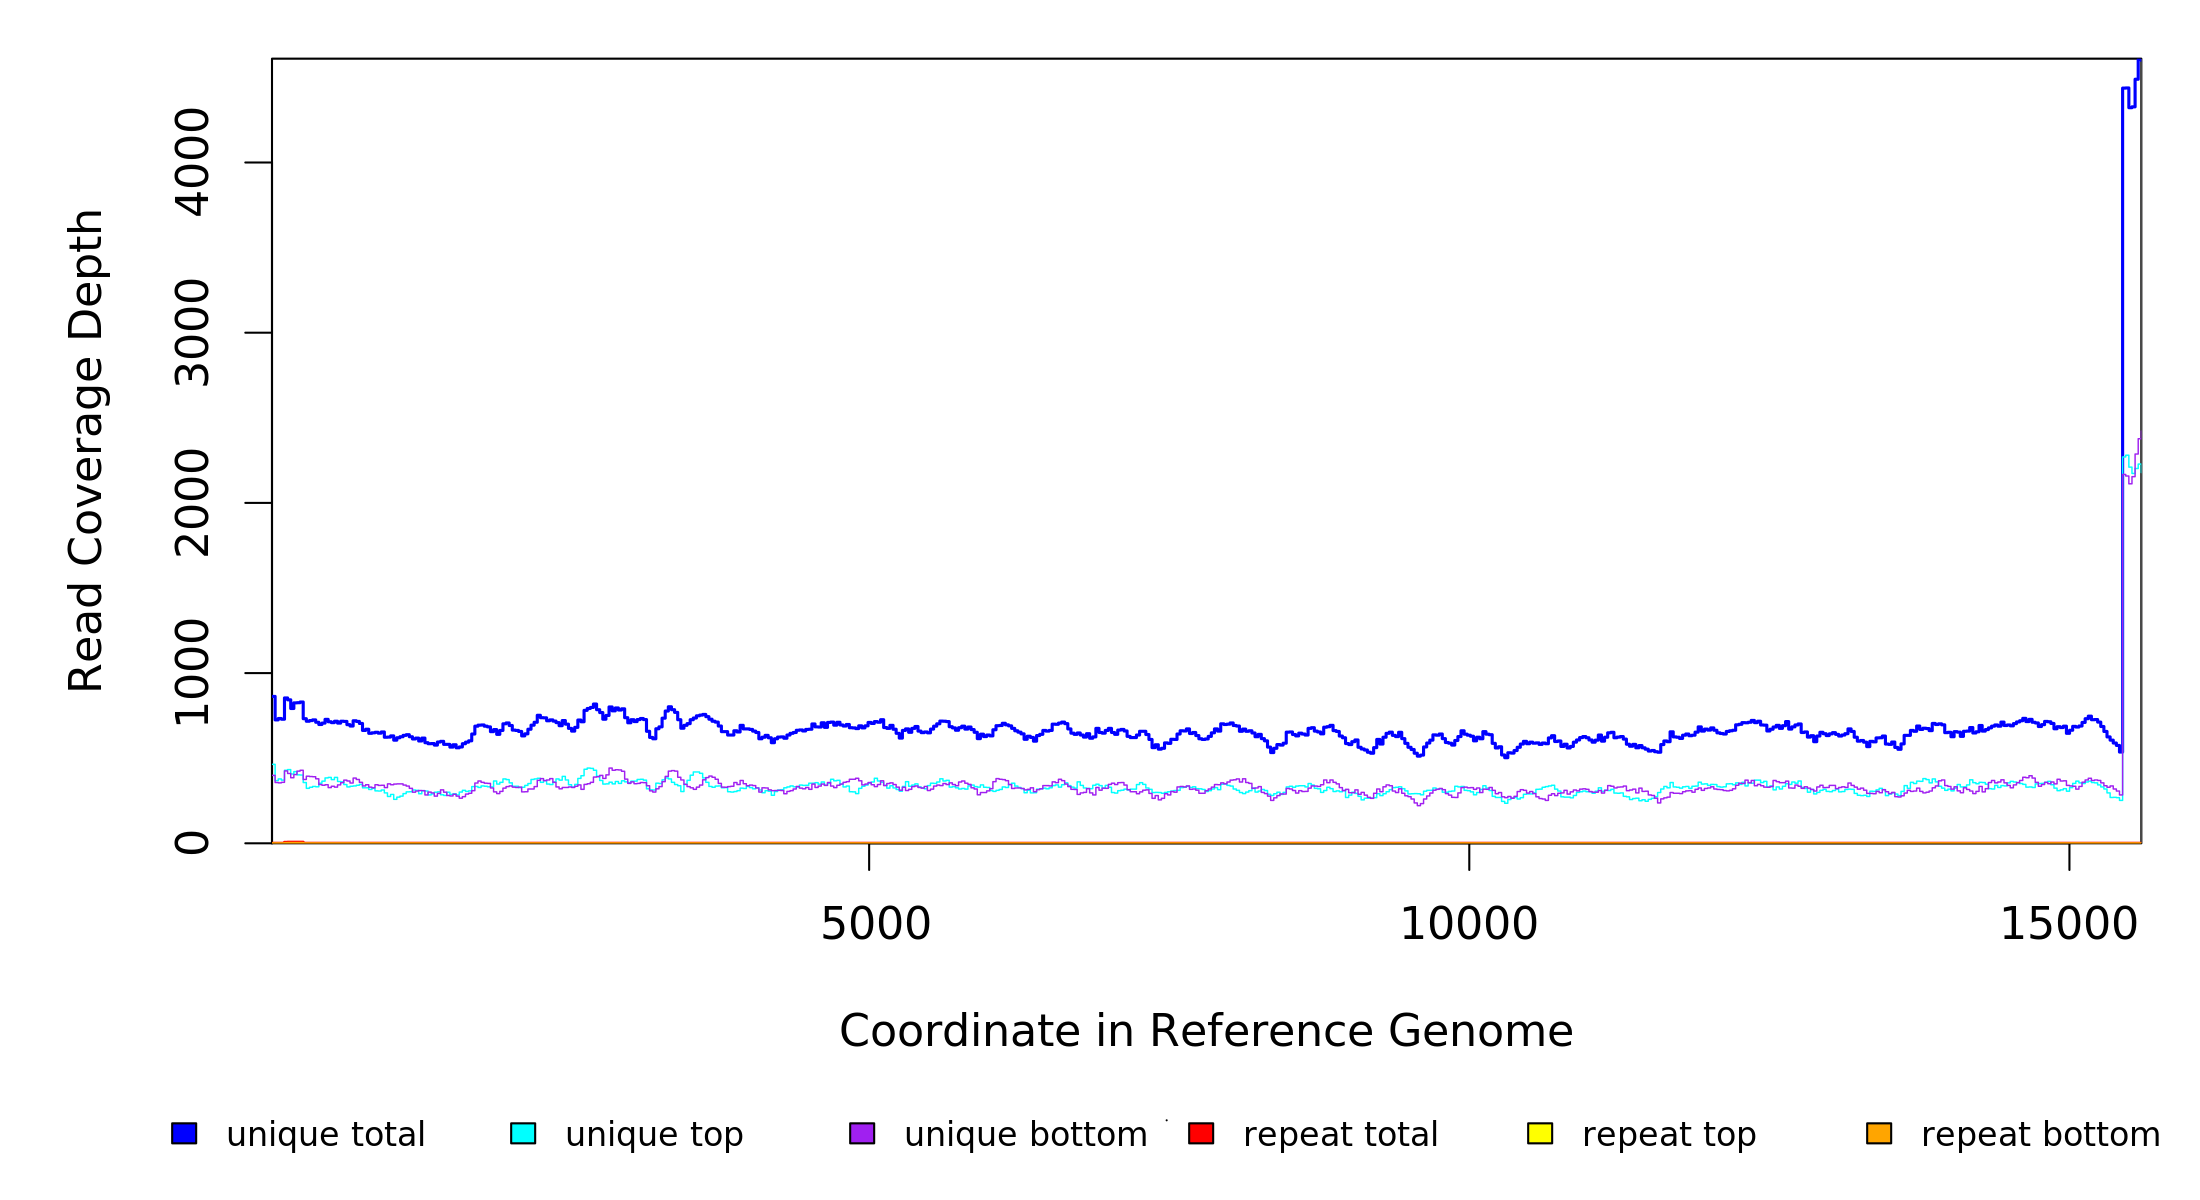 Read Coverage Depth
4000
3000
2000
1000
0
5000 10000 15000
Coordinate in Reference Genome
unique total unique top unique bottom repeat total repeat top repeat bottom